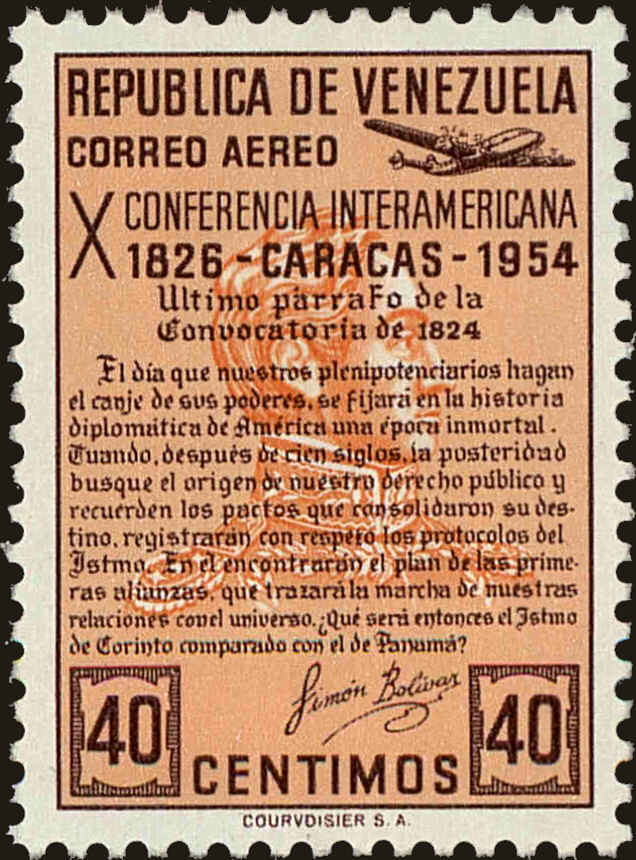 REPUBLICA DE VENEZUELA
CORREO AEREO
X CONFERENCIA INTERAMERICANA
1826 - CARACAS - 1954
Ultimo parrafo de la
Convocatoria de 1824
El día que nuestros plenipotenciarios hagan
el canje de sus poderes, se fijará en la historia
diplomática de América una época inmortal.
Cuando, después de cien siglos, la posteridad
busque el origen de nuestro derecho público y
recuerden los pactos que consolidaron su des-
tino, registrarán con respeto los protocolos del
Istmo. En el encontrarán el plan de las prime-
ras alianzas, que trazará la marcha de nuestras
relaciones con el universo. ¿Qué será entonces el Istmo
de Corinto comparado con el de Panamá?
Simón Bolívar
40 CENTIMOS 40
COURVOISIER S. A.